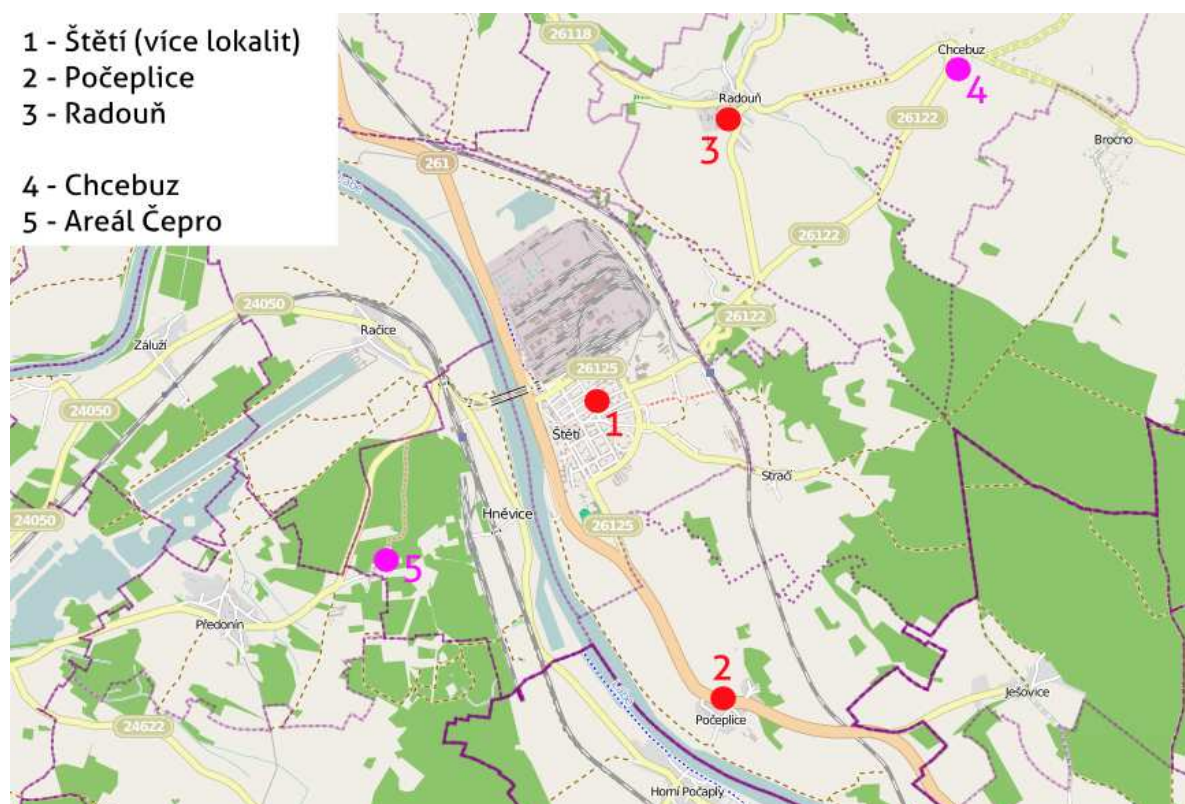 1 - Štětí (více lokalit)
2 - Počeplice
3 - Radouň
4 - Chcebuz
5 - Areál Čepro
26118
Chcebuz
4
Radouň
3
26122
Brocno
261
26122
24050
Račice
Záluží
26122
26125
1
Štětí
24050
Stračí
Hněvice
26125
24050
5
Předonín
2
Počeplice
Ješovice
24622
Horní Počaply